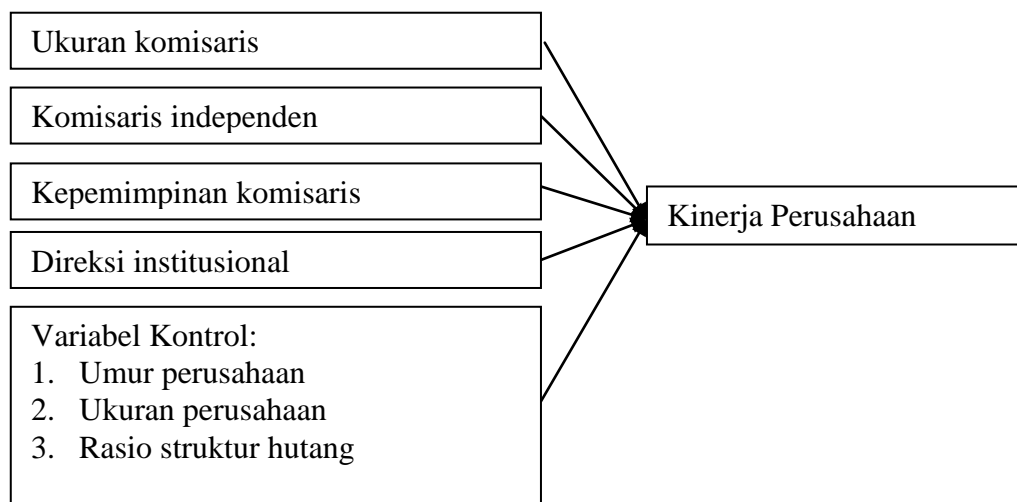 Ukuran komisaris
Komisaris independen
Kepemimpinan komisaris
Kinerja Perusahaan
Direksi institusional
Variabel Kontrol:
1. Umur perusahaan
2. Ukuran perusahaan
3. Rasio struktur hutang